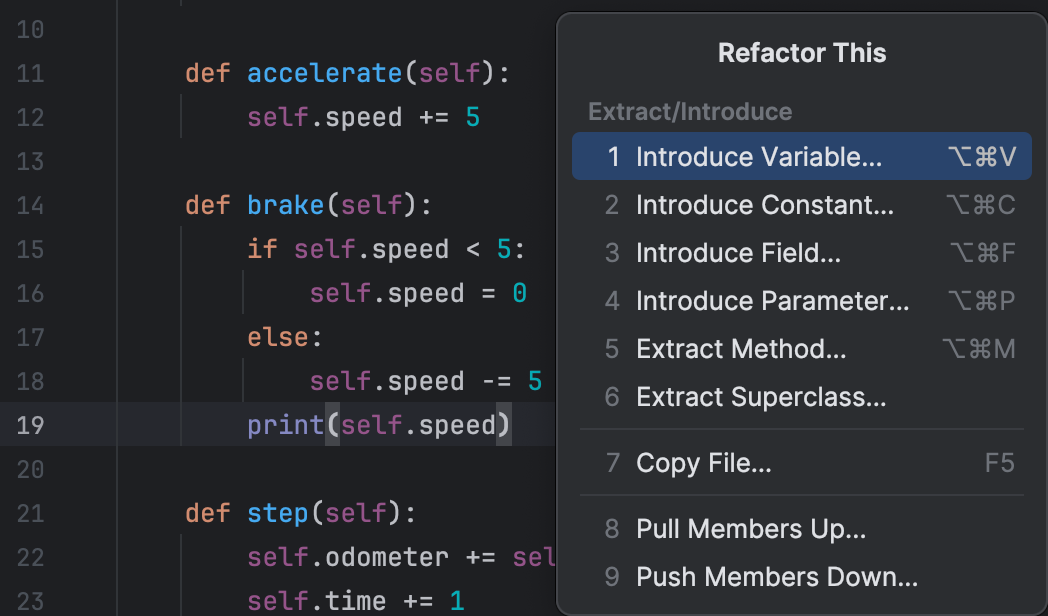 10
11 def accelerate(self):
12 self.speed += 5
13
14 def brake(self):
15 if self.speed < 5:
16 self.speed = 0
17 else:
18 self.speed -= 5
19 print(self.speed)
20
21 def step(self):
22 self.odometer += sel
23 self.time += 1
Refactor This
Extract/Introduce
1 Introduce Variable... ⌥⌘V
2 Introduce Constant... ⌥⌘C
3 Introduce Field... ⌥⌘F
4 Introduce Parameter... ⌥⌘P
5 Extract Method... ⌥⌘M
6 Extract Superclass...
7 Copy File... F5
8 Pull Members Up...
9 Push Members Down...